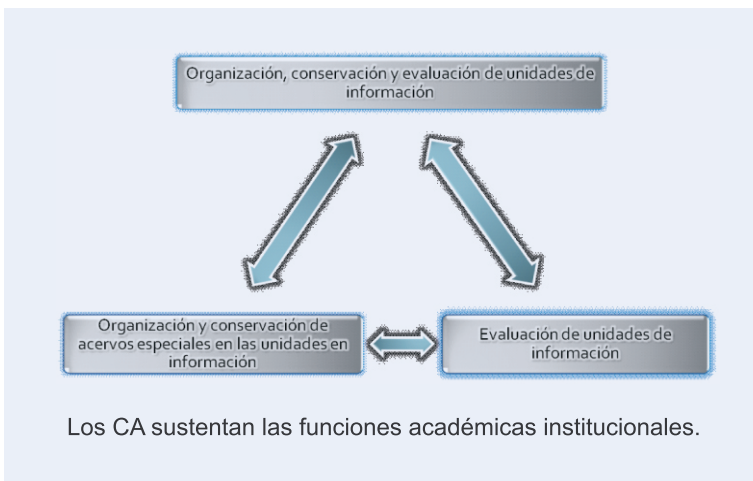 Organización, conservación y evaluación de unidades de
información
Organización y conservación de
acervos especiales en las unidades en
información
Evaluación de unidades de
información
Los CA sustentan las funciones académicas institucionales.